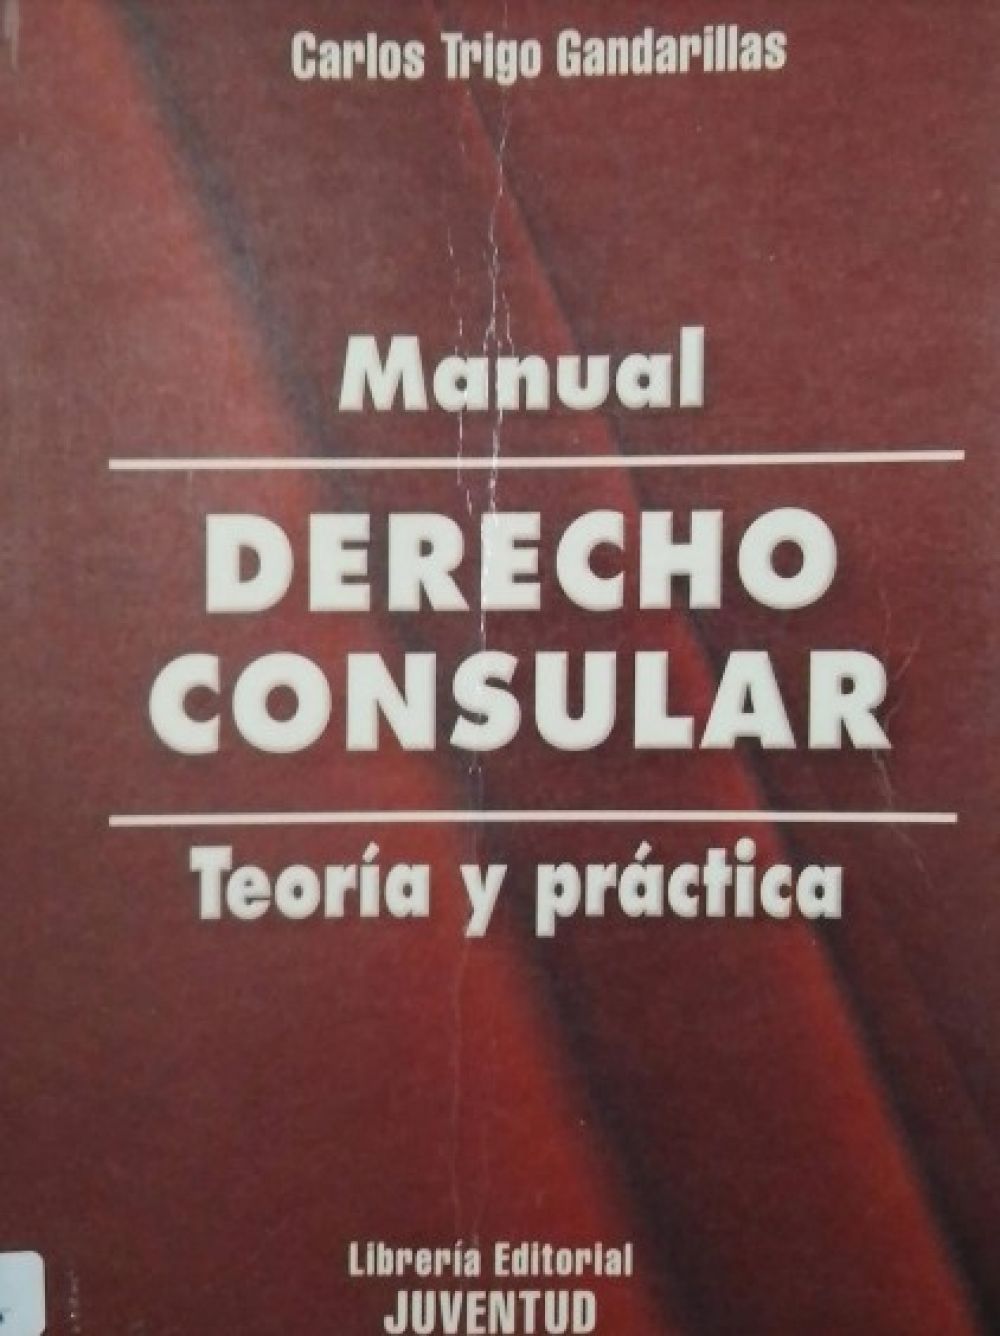 Carlos Trigo Gandarillas
Manual
DERECHO
CONSULAR
Teoría y práctica
Librería Editorial
JUVENTUD